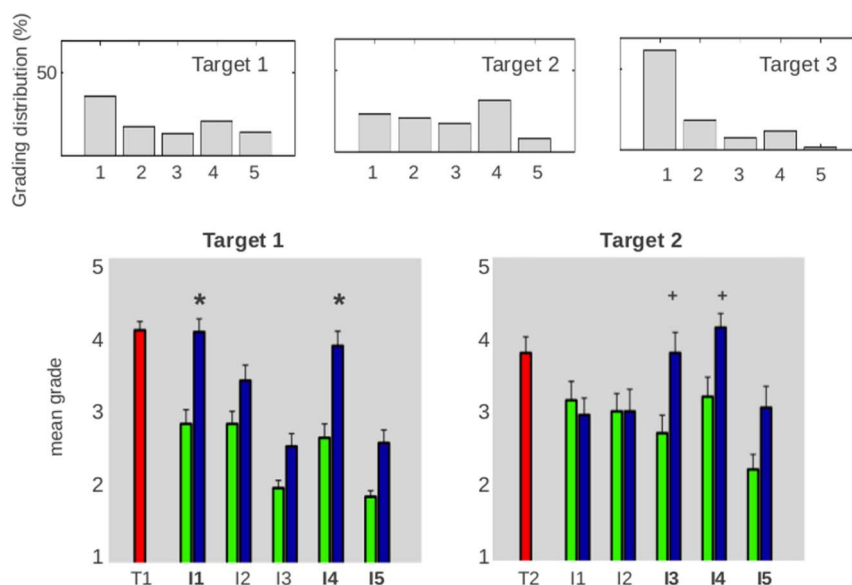 Grading distribution (%)
50
Target 1
Target 2
Target 3
1 2 3 4 5
1 2 3 4 5
1 2 3 4 5
Target 1
Target 2
mean grade
5
4
3
2
1
* *
T1 I1 I2 I3 I4 I5
5
4
3
2
1
+ +
T2 I1 I2 I3 I4 I5